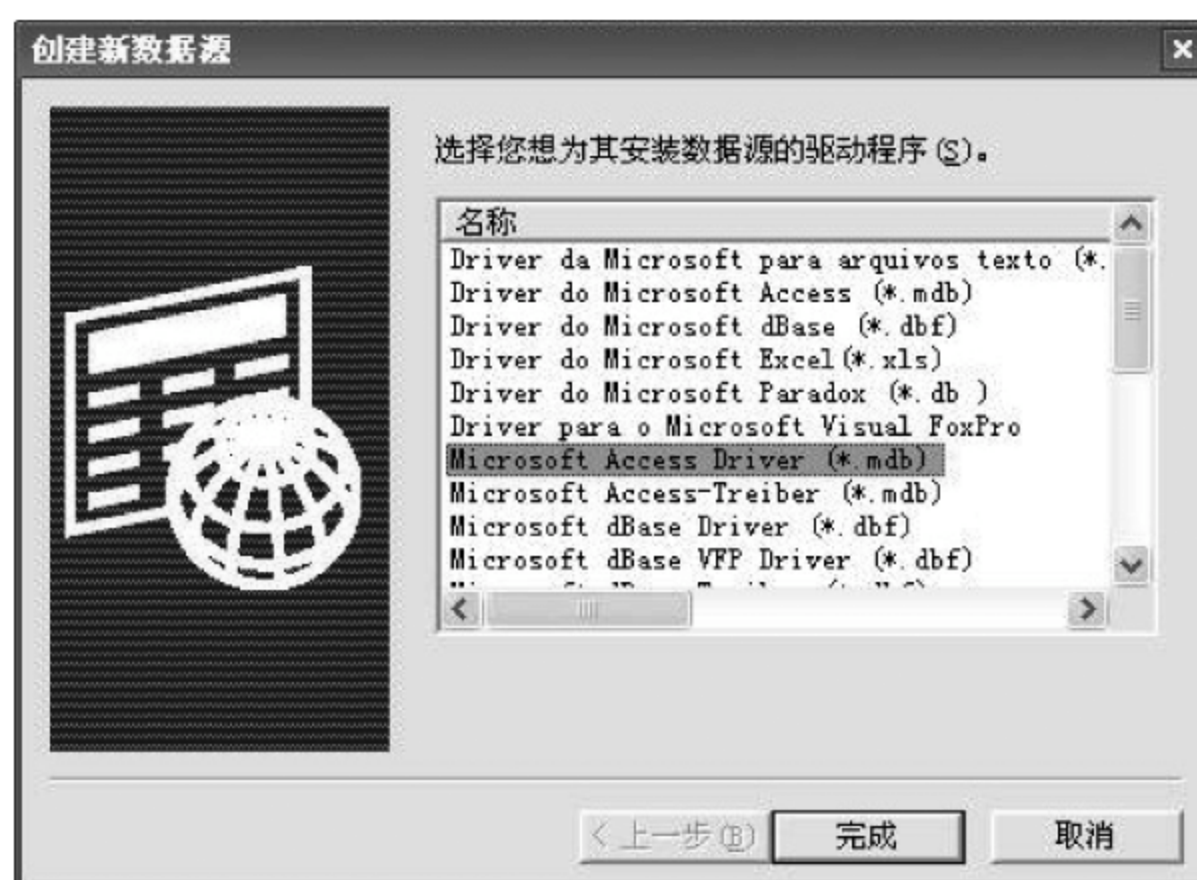 创建新数据源
选择您想为其安装数据源的驱动程序(S)。
名称
Driver da Microsoft para arquivos texto (*.
Driver do Microsoft Access (*.mdb)
Driver do Microsoft dBase (*.dbf)
Driver do Microsoft Excel(*.xls)
Driver do Microsoft Paradox (*.db )
Driver para o Microsoft Visual FoxPro
Microsoft Access Driver (*.mdb)
Microsoft Access-Treiber (*.mdb)
Microsoft dBase Driver (*.dbf)
Microsoft dBase VFP Driver (*.dbf)
<上一步(B) 完成 取消